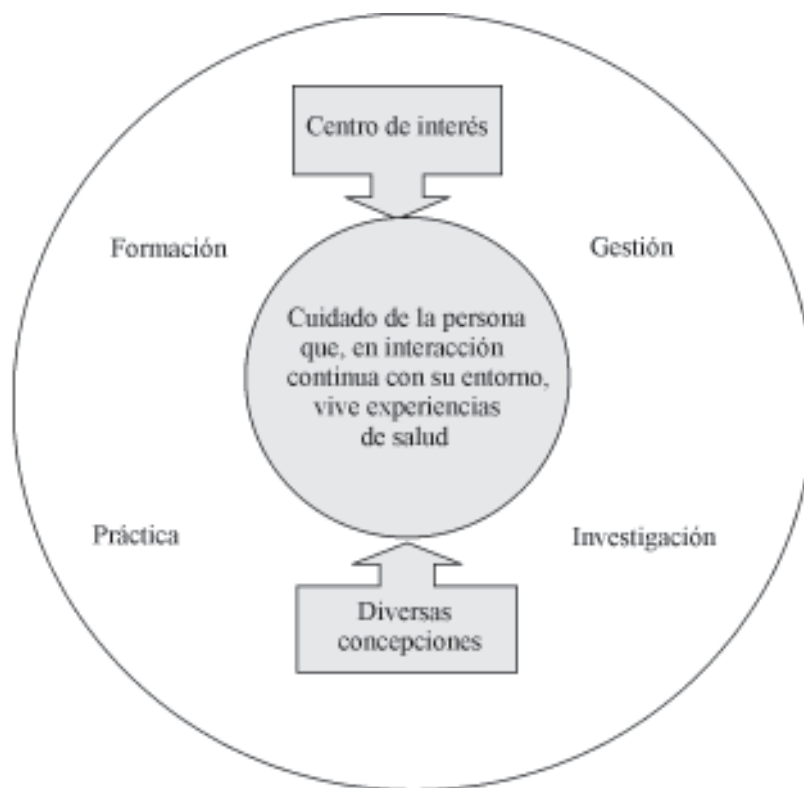 Centro de interés
Formación
Gestión
Cuidado de la persona
que, en interacción
continua con su entorno,
vive experiencias
de salud
Práctica
Investigación
Diversas
concepciones